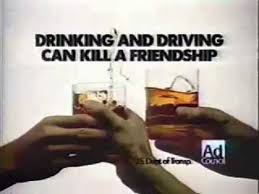 DRINKING AND DRIVING
CAN KILL A FRIENDSHIP
Ad
COUNCIL
U.S. Dept of Transp.